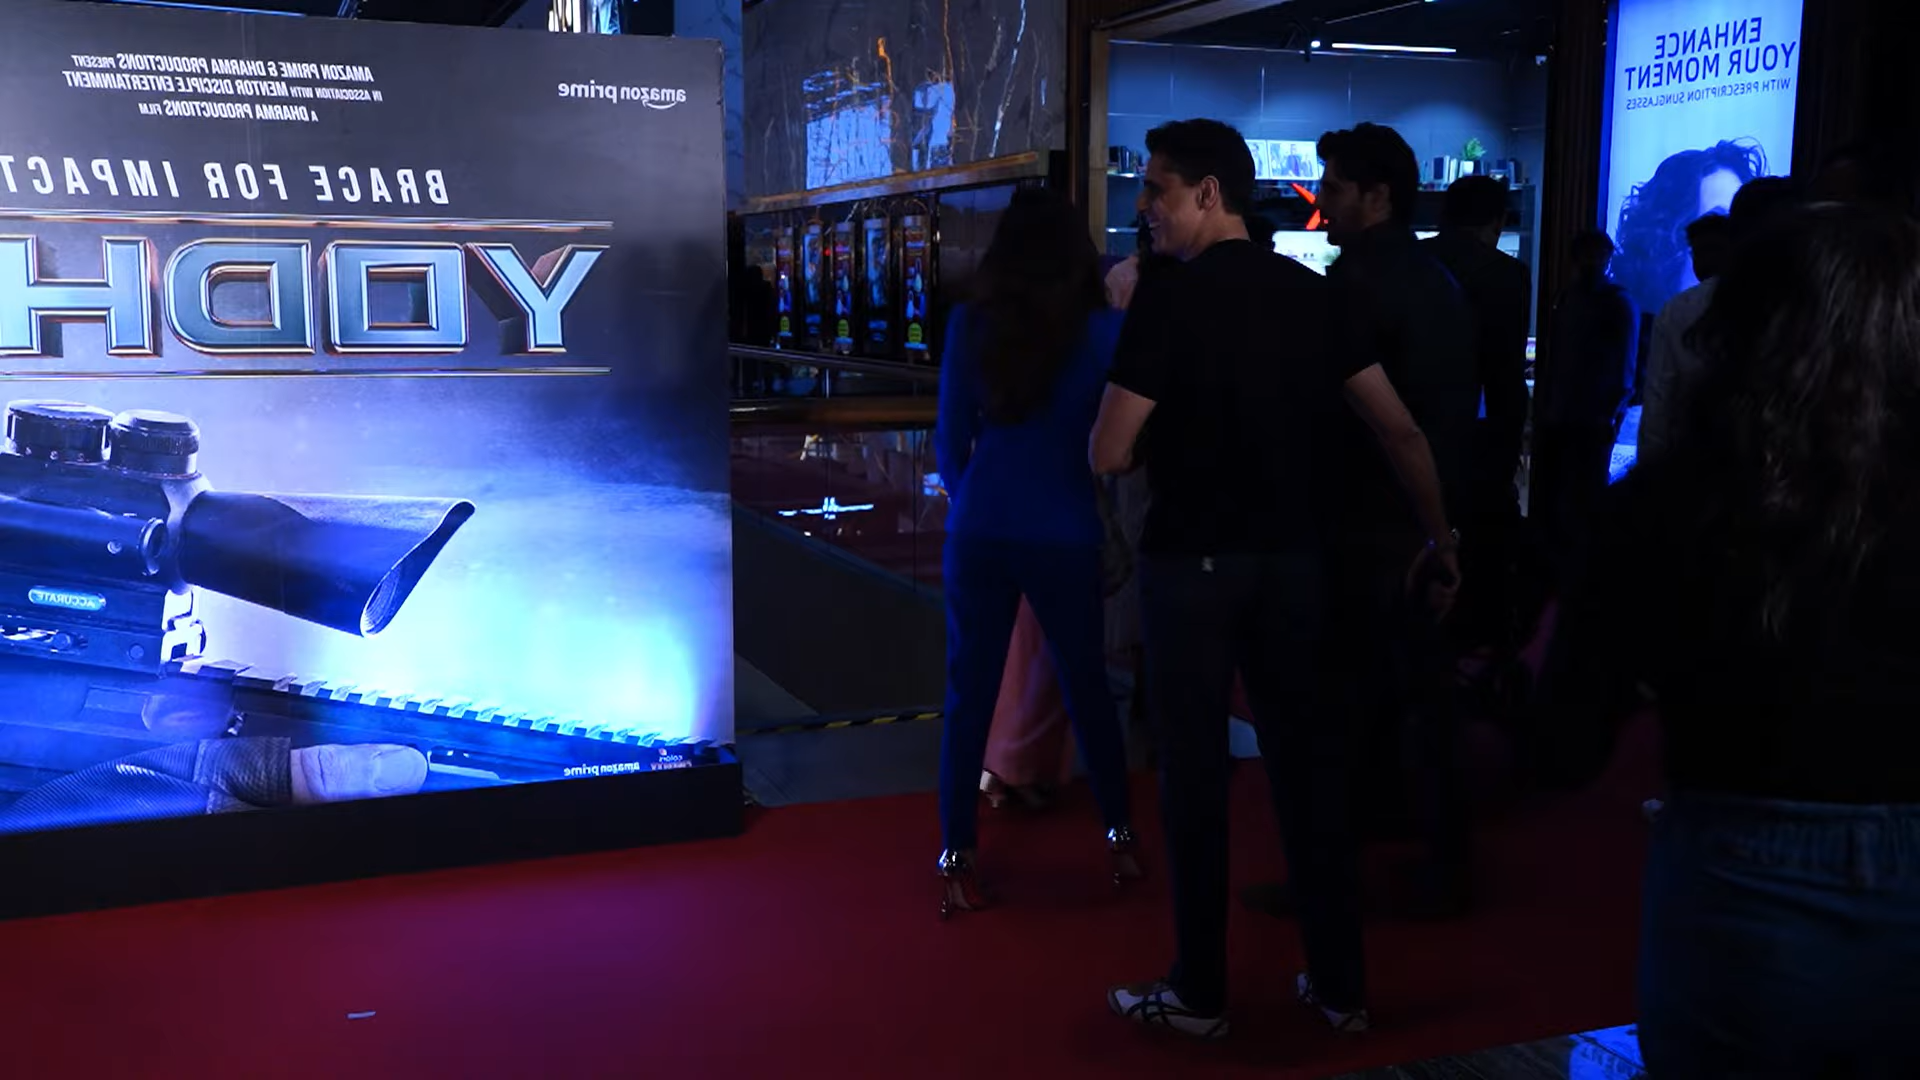 AMAZON PRIME & DHARMA PRODUCTIONS PRESENT
IN ASSOCIATION WITH MENTOR DISCIPLE ENTERTAINMENT
A DHARMA PRODUCTIONS FILM
amazon prime
BRACE FOR IMPACT
YODH
ACCURATE
amazon prime
colors
ENHANCE
YOUR MOMENT
WITH PRESCRIPTION SUNGLASSES